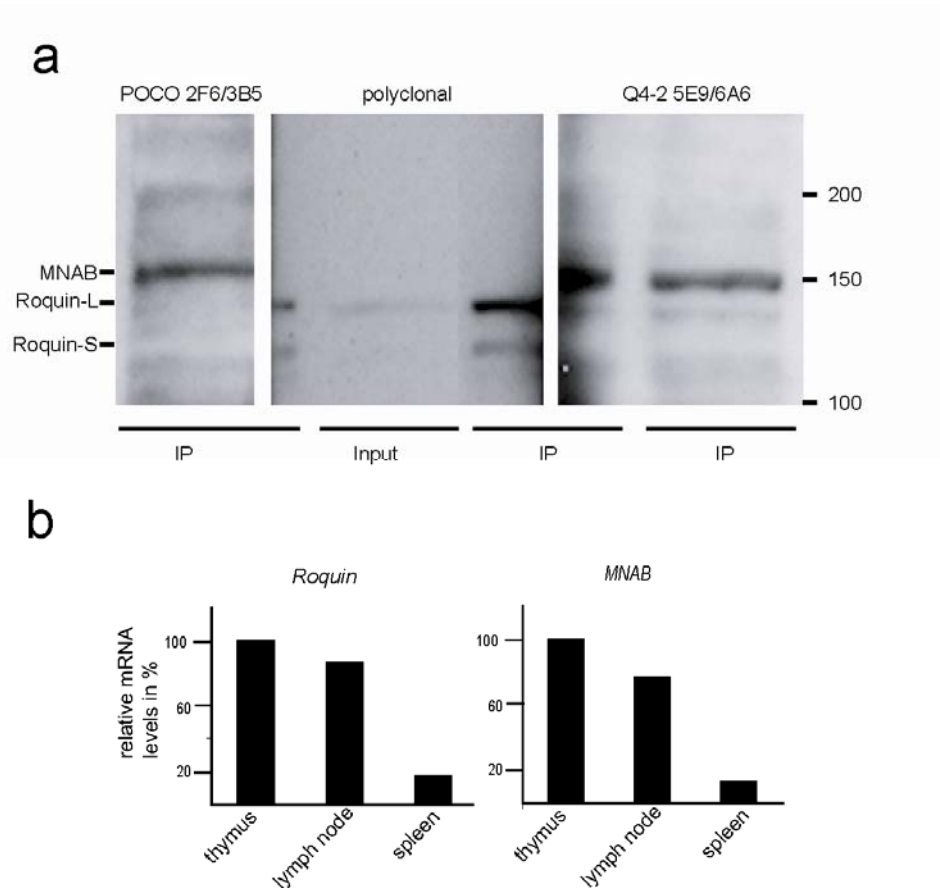 a
POCO 2F6/3B5 polyclonal Q4-2 5E9/6A6
200
MNAB
150
Roquin-L
Roquin-S
100
IP Input IP IP
b
Roquin MNAB
relative mRNA
levels in %
100 100
60 60
20 20
thymus lymph node spleen thymus lymph node spleen